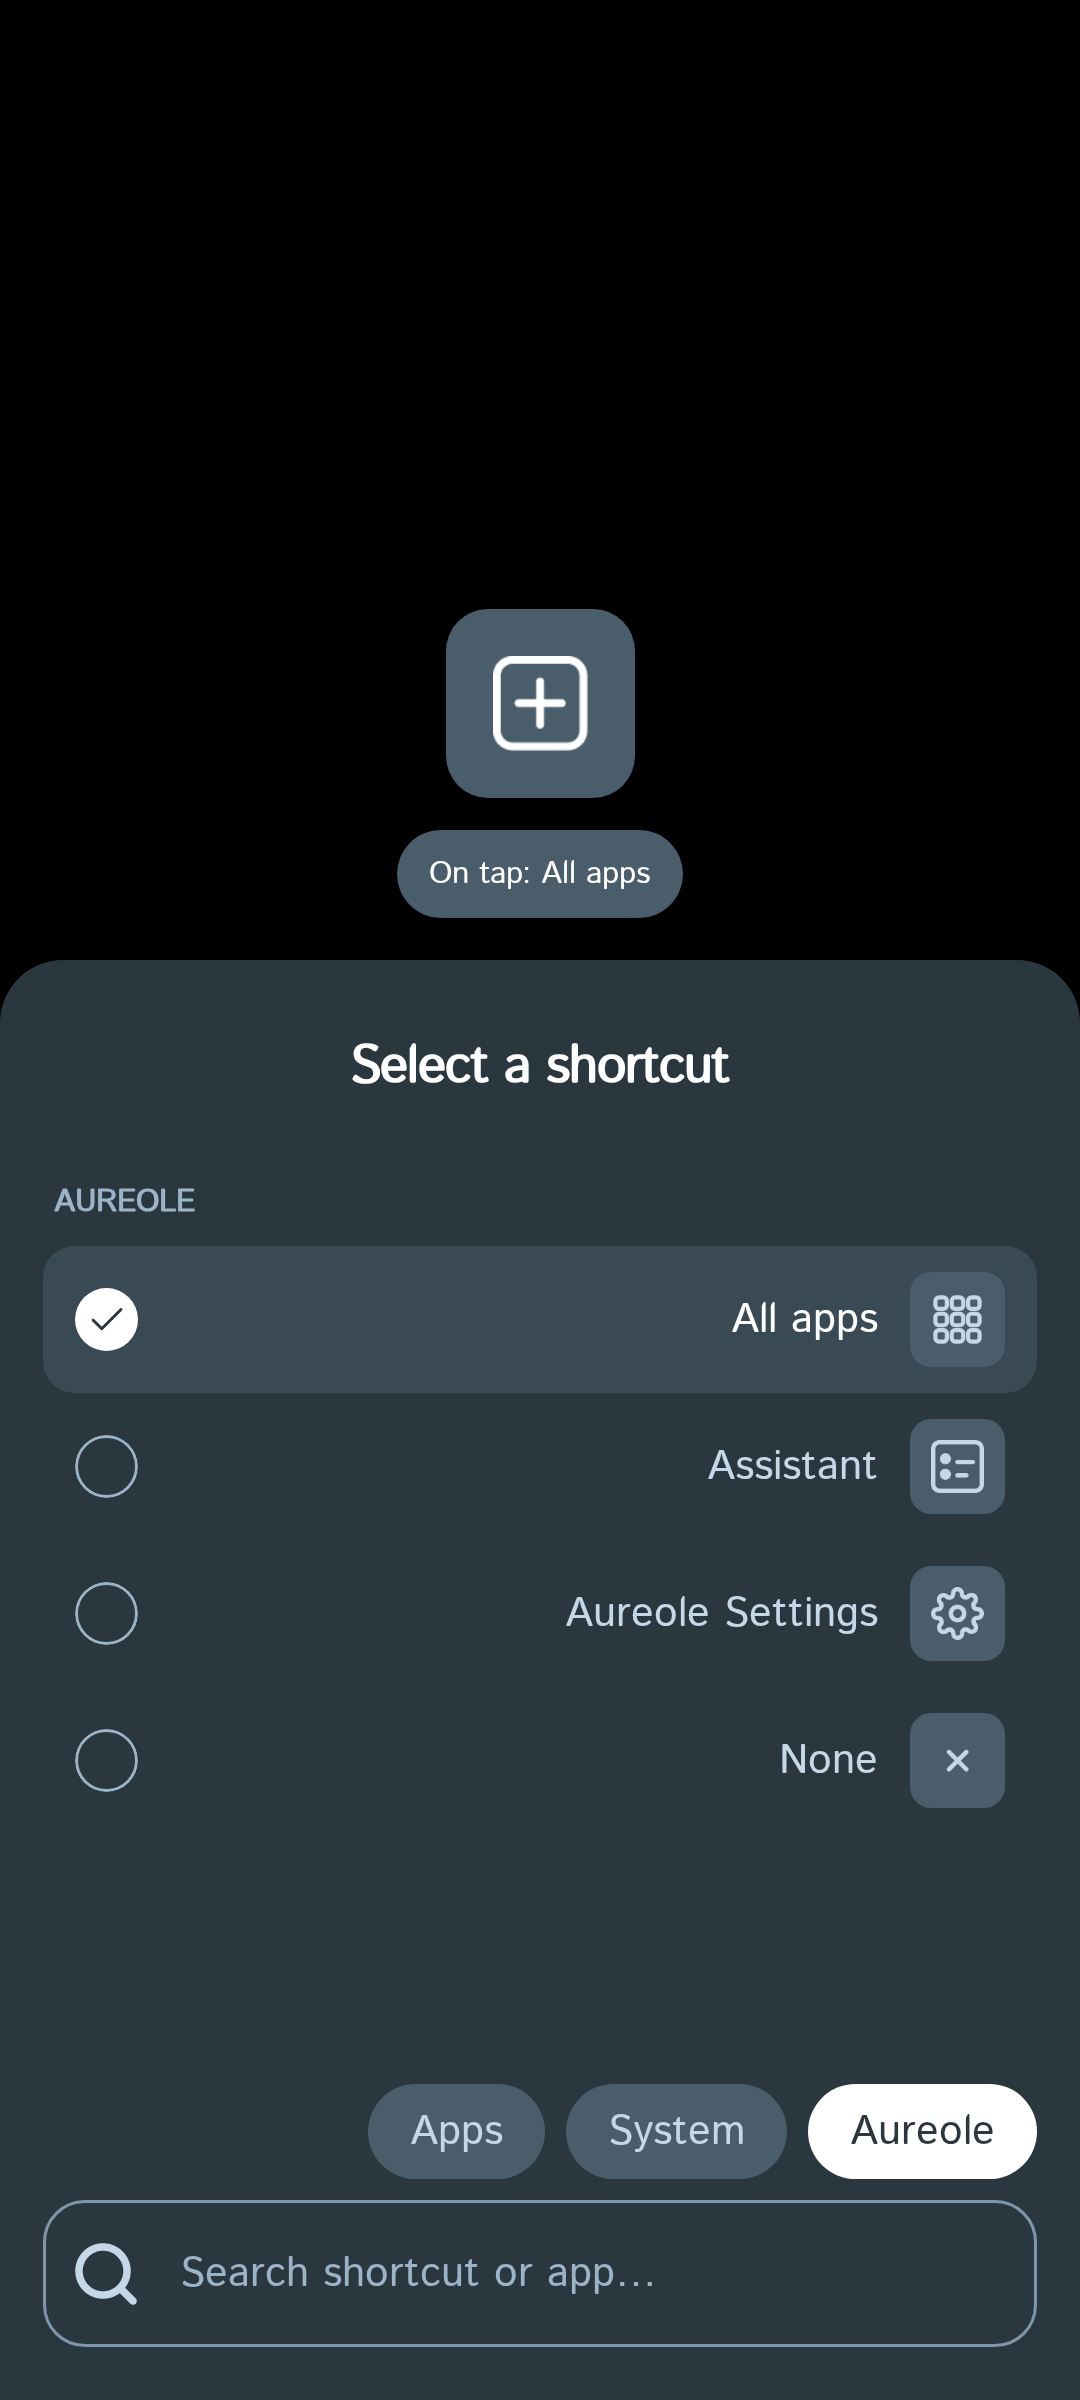 On tap: All apps
Select a shortcut
AUREOLE
All apps
Assistant
Aureole Settings
None
Apps
System
Aureole
Search shortcut or app...